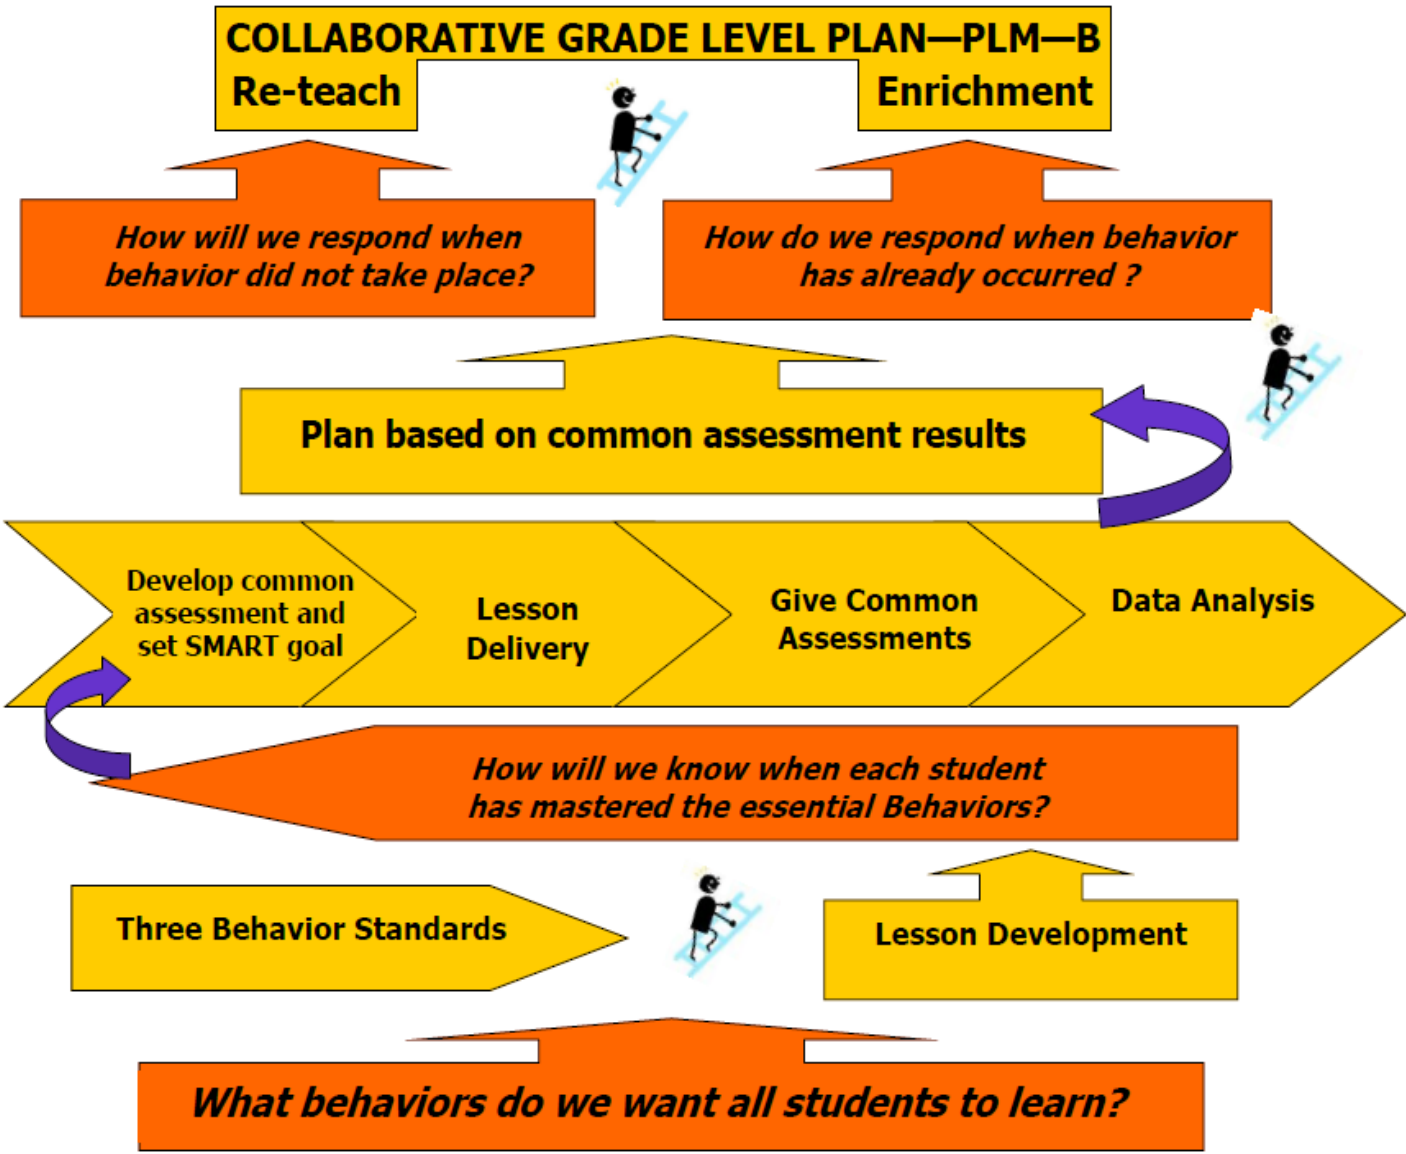 COLLABORATIVE GRADE LEVEL PLAN—PLM—B
Re-teach
Enrichment
How will we respond when
behavior did not take place?
How do we respond when behavior
has already occurred ?
Plan based on common assessment results
Develop common
assessment and
set SMART goal
Lesson
Delivery
Give Common
Assessments
Data Analysis
How will we know when each student
has mastered the essential Behaviors?
Three Behavior Standards
Lesson Development
What behaviors do we want all students to learn?